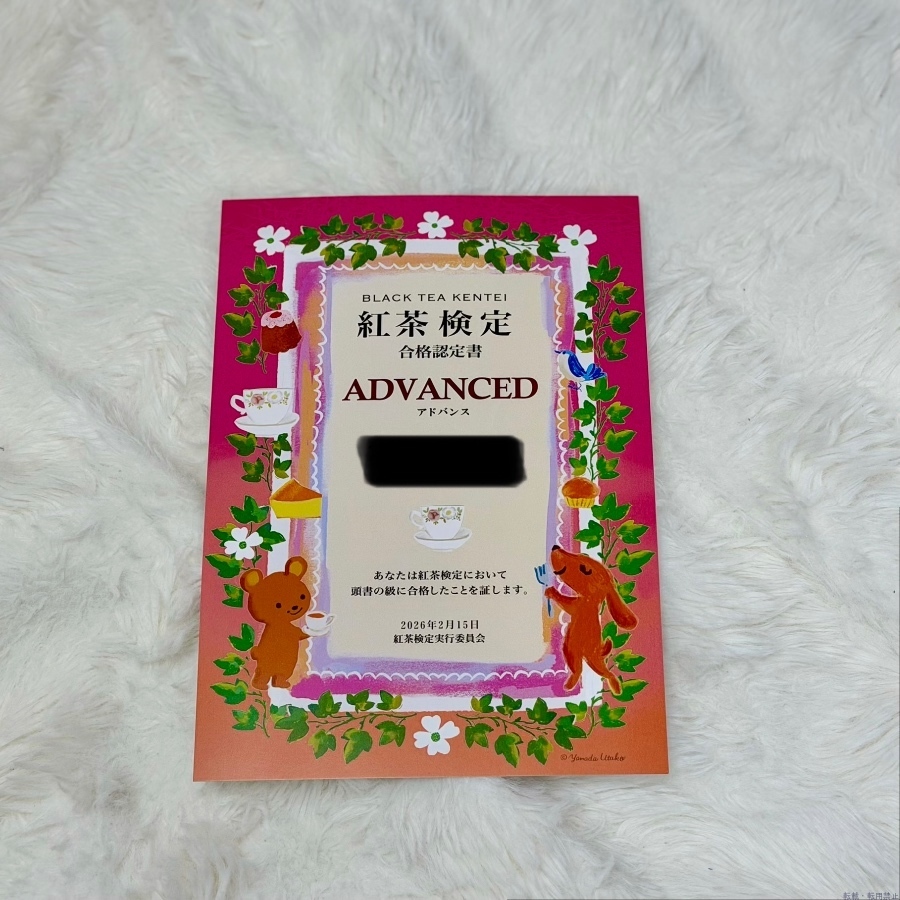 BLACK TEA KENTEI
紅茶検定
合格認定書
ADVANCED
アドバンス
あなたは紅茶検定において
頭書の級に合格したことを証します。
2026年2月15日
紅茶検定実行委員会
© Yamada Utako
転載・転用禁止